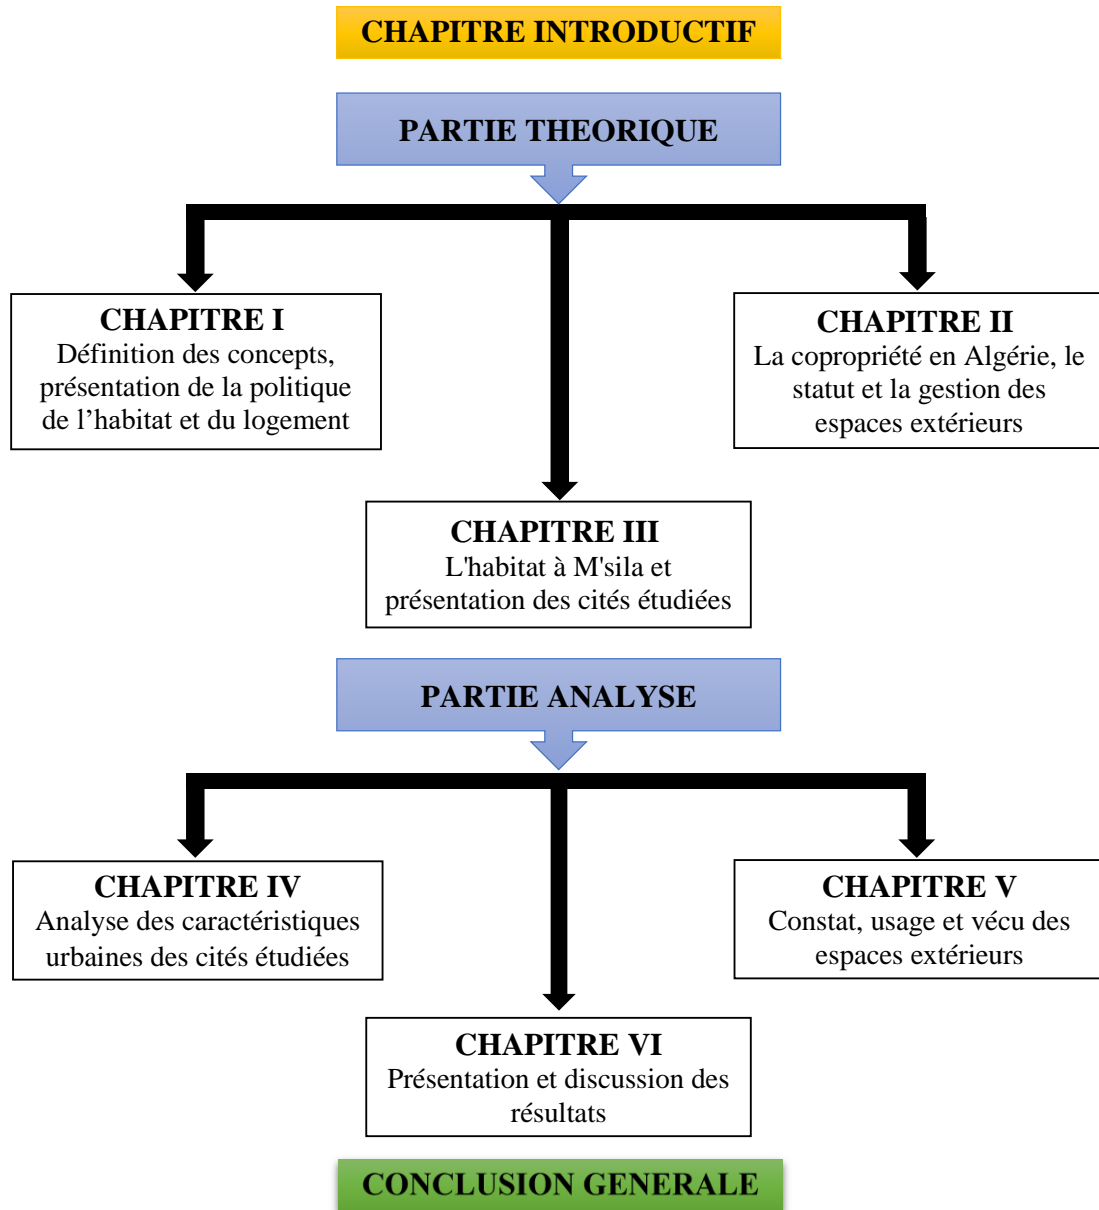 CHAPITRE INTRODUCTIF
PARTIE THEORIQUE
CHAPITRE I
Définition des concepts,
présentation de la politique
de l’habitat et du logement
CHAPITRE II
La copropriété en Algérie, le
statut et la gestion des
espaces extérieurs
CHAPITRE III
L'habitat à M'sila et
présentation des cités étudiées
PARTIE ANALYSE
CHAPITRE IV
Analyse des caractéristiques
urbaines des cités étudiées
CHAPITRE V
Constat, usage et vécu des
espaces extérieurs
CHAPITRE VI
Présentation et discussion des
résultats
CONCLUSION GENERALE